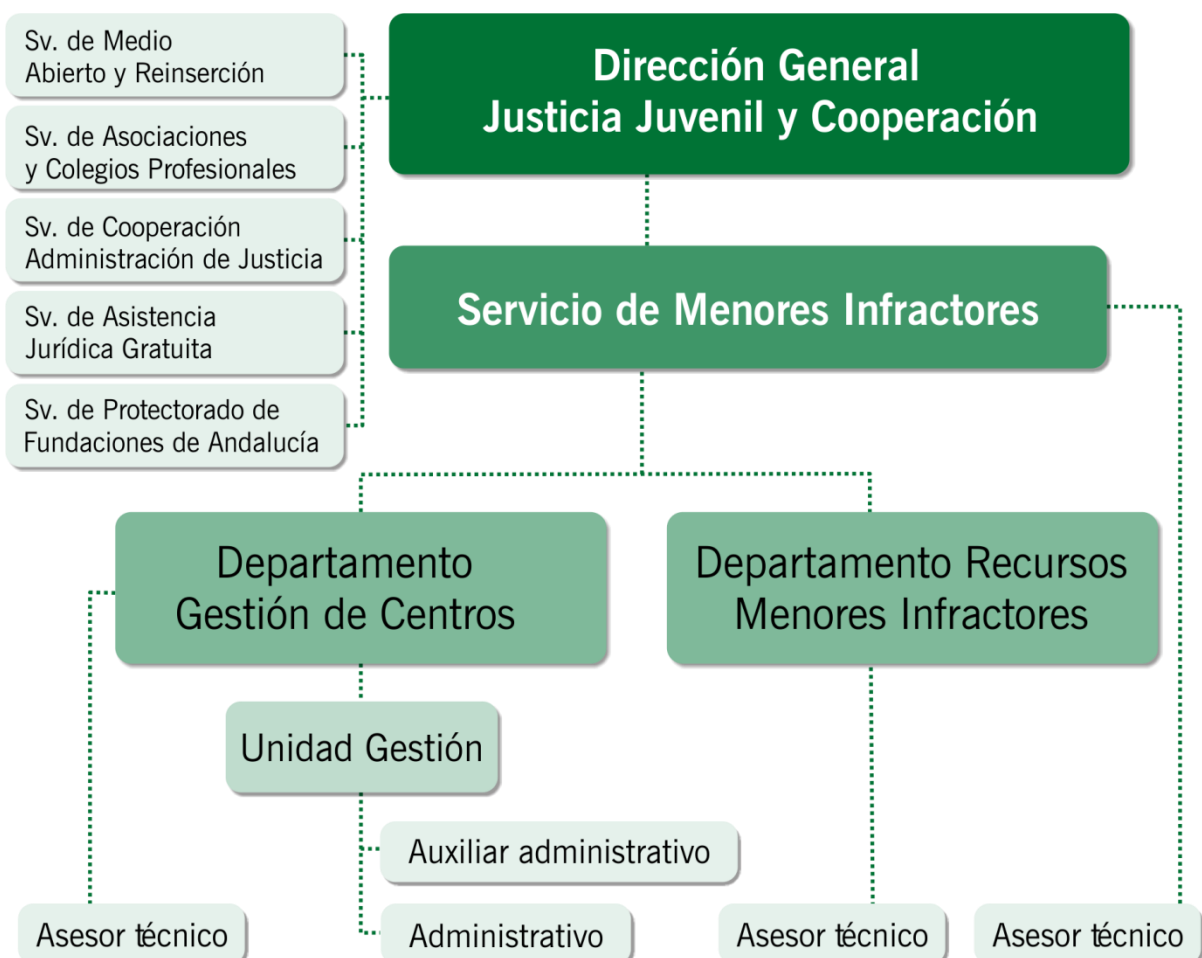 Sv. de Medio
Abierto y Reinserción
Sv. de Asociaciones
y Colegios Profesionales
Sv. de Cooperación
Administración de Justicia
Sv. de Asistencia
Jurídica Gratuita
Sv. de Protectorado de
Fundaciones de Andalucía
Dirección General
Justicia Juvenil y Cooperación
Servicio de Menores Infractores
Departamento
Gestión de Centros
Departamento Recursos
Menores Infractores
Unidad Gestión
Auxiliar administrativo
Asesor técnico
Administrativo
Asesor técnico
Asesor técnico